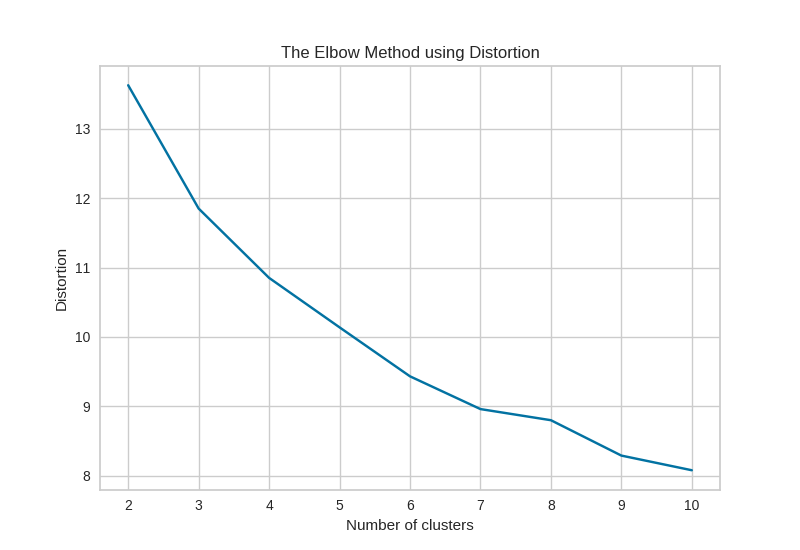 The Elbow Method using Distortion
13
12
11
10
9
8
Distortion
2 3 4 5 6 7 8 9 10
Number of clusters